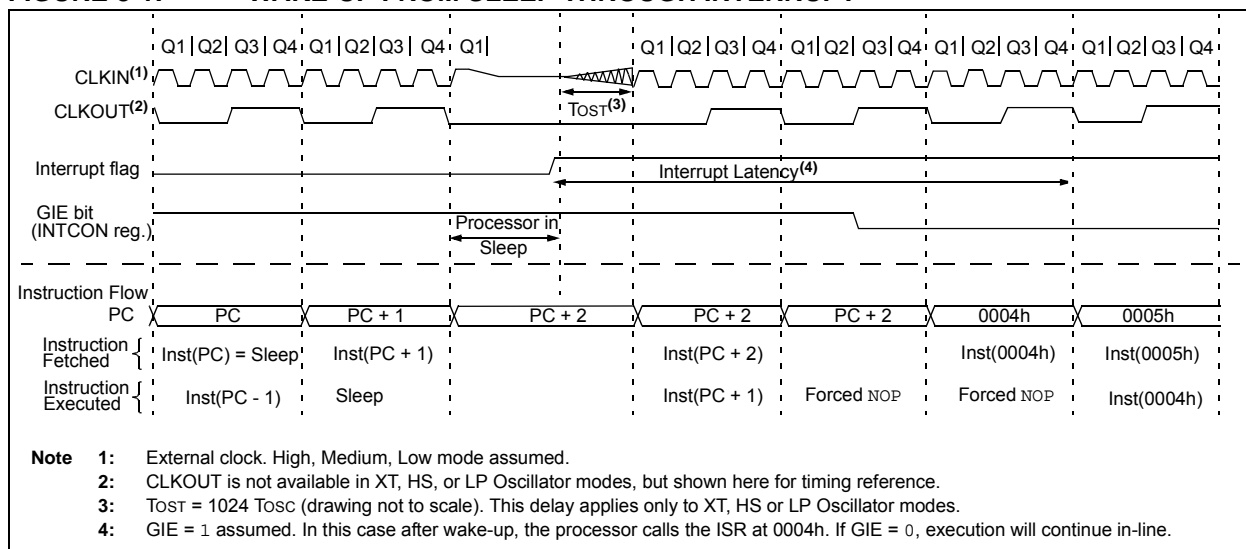 Q1 | Q2 | Q3 | Q4 Q1 | Q2 | Q3 | Q4 Q1 | Q1 | Q2 | Q3 | Q4 Q1 | Q2 | Q3 | Q4 Q1 | Q2 | Q3 | Q4 Q1 | Q2 | Q3 | Q4
CLKIN(1)
CLKOUT(2)
TOST(3)
Interrupt flag
Interrupt Latency(4)
GIE bit
(INTCON reg.)
Processor in
Sleep
Instruction Flow
PC PC PC + 1 PC + 2 PC + 2 PC + 2 0004h 0005h
Instruction
Fetched
Inst(PC) = Sleep Inst(PC + 1) Inst(PC + 2) Inst(0004h) Inst(0005h)
Instruction
Executed
Inst(PC - 1) Sleep Inst(PC + 1) Forced NOP Forced NOP Inst(0004h)
Note 1: External clock. High, Medium, Low mode assumed.
2: CLKOUT is not available in XT, HS, or LP Oscillator modes, but shown here for timing reference.
3: TOST = 1024 TOSC (drawing not to scale). This delay applies only to XT, HS or LP Oscillator modes.
4: GIE = 1 assumed. In this case after wake-up, the processor calls the ISR at 0004h. If GIE = 0, execution will continue in-line.